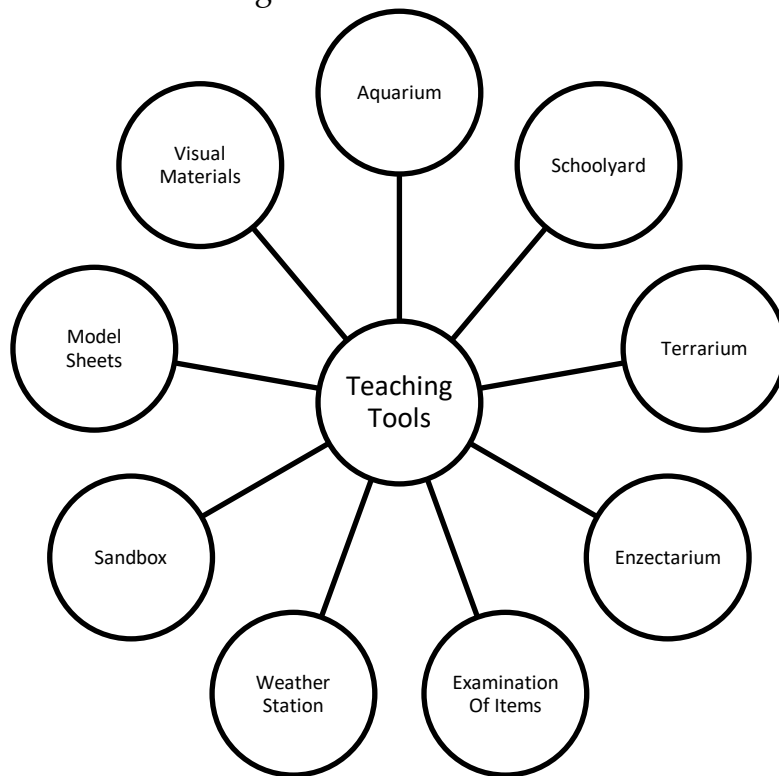 Aquarium
Schoolyard
Terrarium
Enzectarium
Examination
Of Items
Weather
Station
Sandbox
Model
Sheets
Visual
Materials
Teaching
Tools